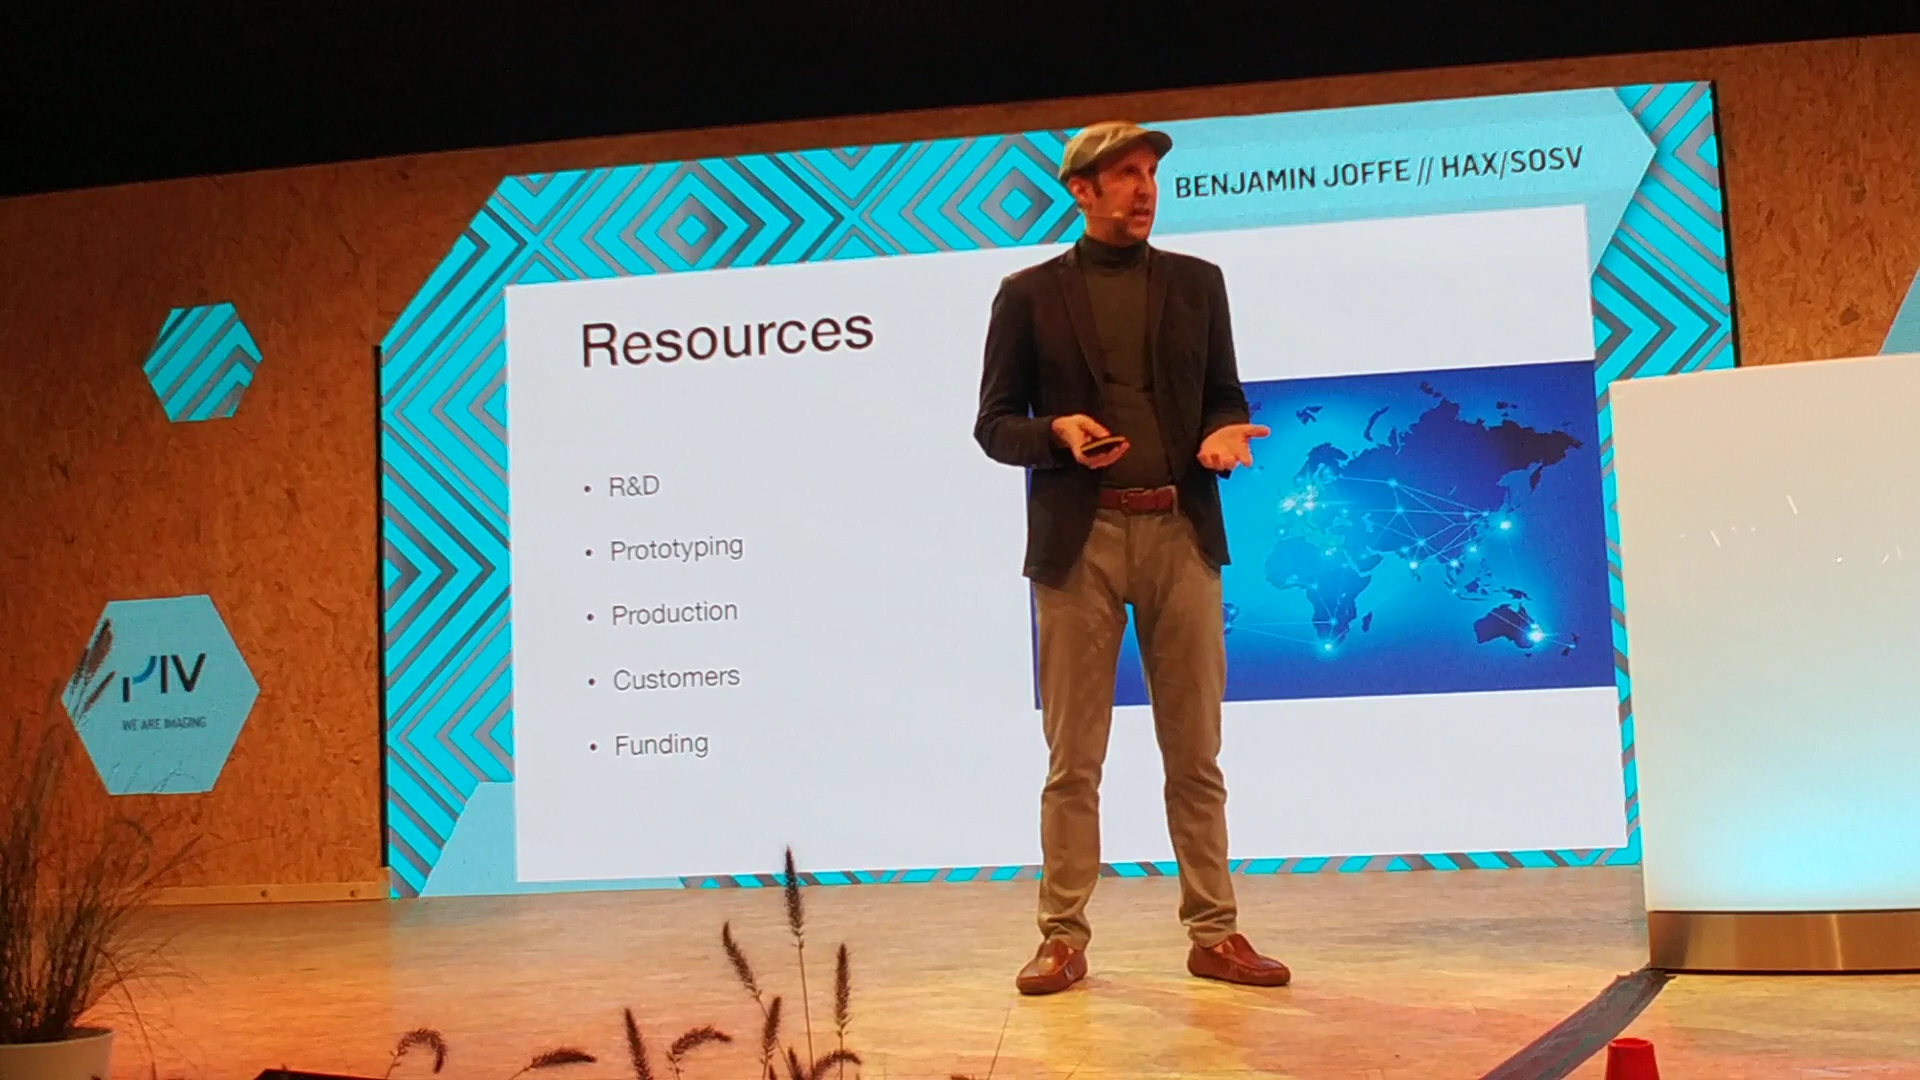 BENJAMIN JOFFE // HAX/SOSV
Resources
• R&D
• Prototyping
• Production
• Customers
• Funding
PIV
WE ARE IMAGING